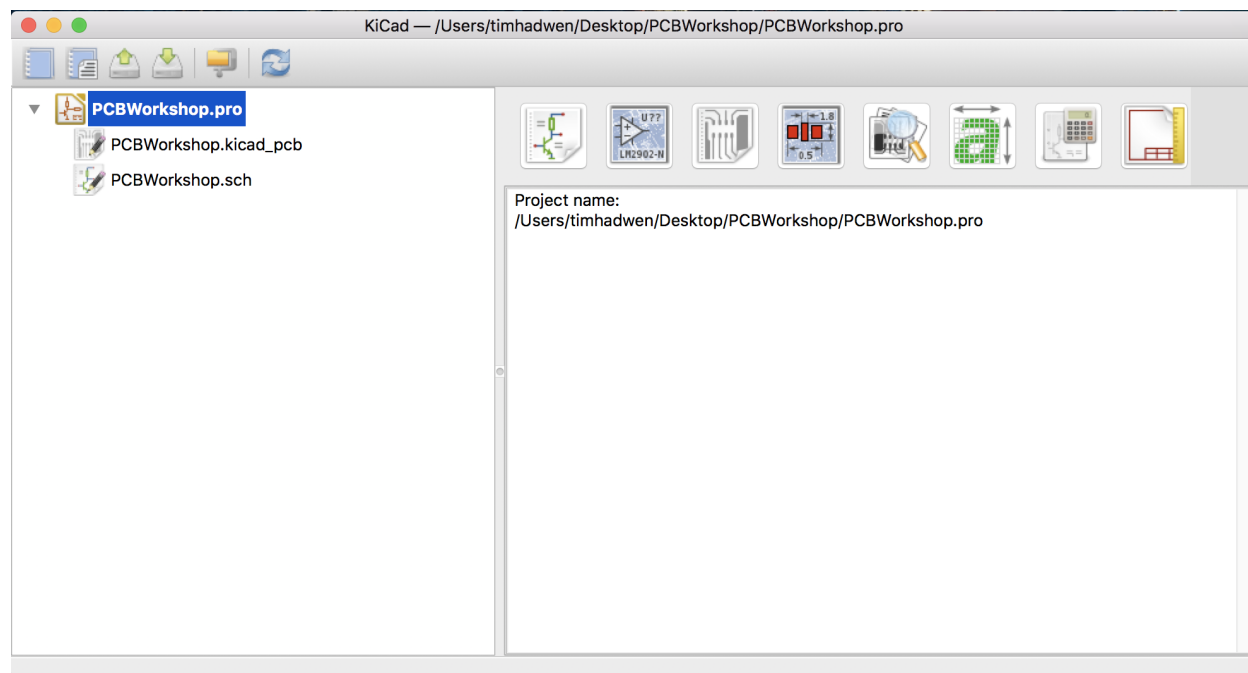 KiCad — /Users/timhadwen/Desktop/PCBWorkshop/PCBWorkshop.pro
PCBWorkshop.pro
PCBWorkshop.kicad_pcb
PCBWorkshop.sch
U??
LM2902-N
1.8
0.5
a
Project name:
/Users/timhadwen/Desktop/PCBWorkshop/PCBWorkshop.pro